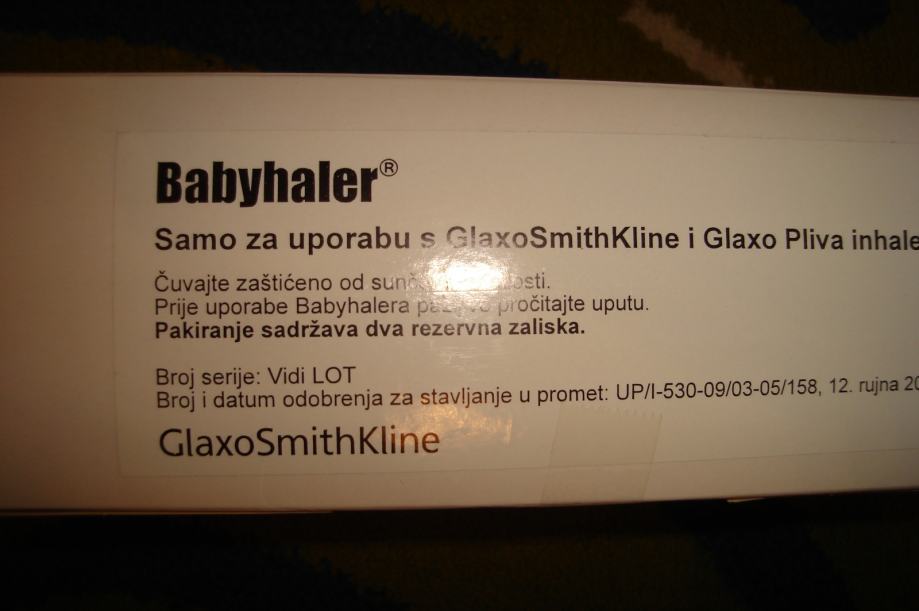 Babyhaler®
Samo za uporabu s GlaxoSmithKline i Glaxo Pliva
Čuvajte zaštićeno od
Prije uporabe Babyhalera pročitajte uputu.
Pakiranje sadržava dva rezervna zaliska.
Broj serije: Vidi LOT
Broj i datum odobrenja za stavljanje u promet: UP/I-530-09/03-05/158, 12. rujna
GlaxoSmithKline